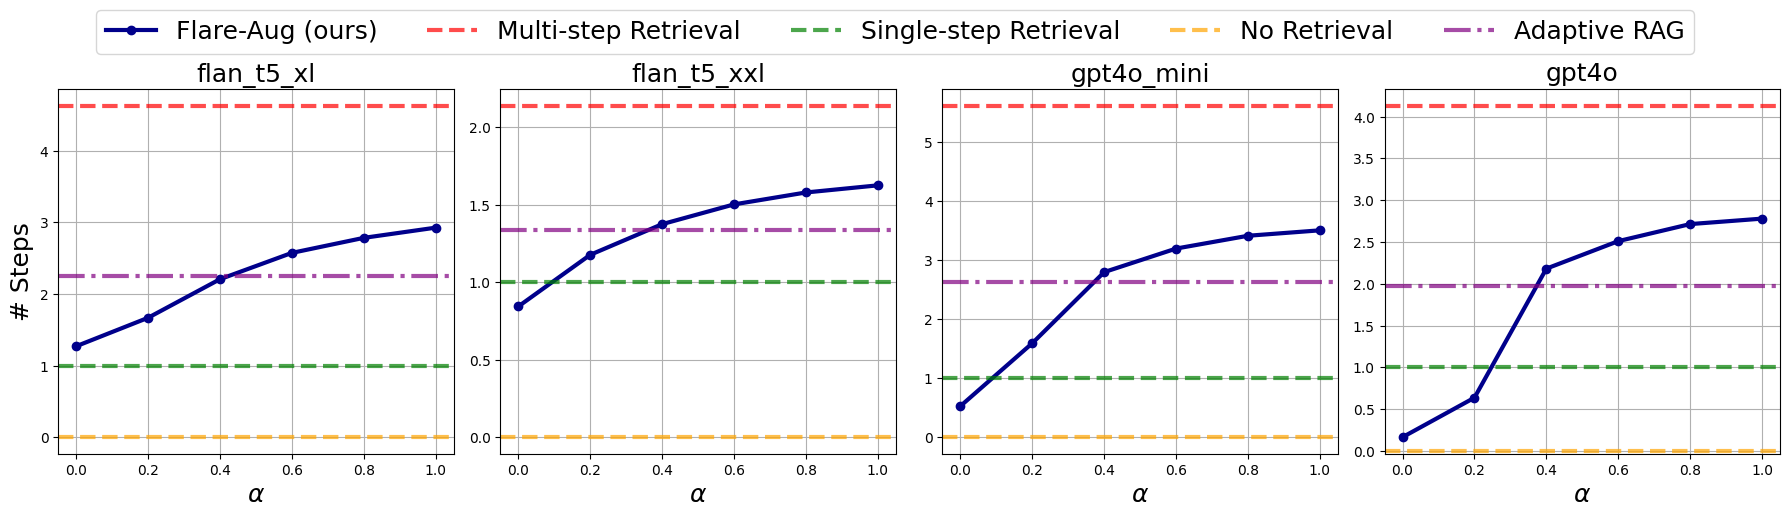 Flare-Aug (ours) Multi-step Retrieval Single-step Retrieval No Retrieval Adaptive RAG
flan_t5_xl
# Steps
4
3
2
1
0
0.0 0.2 0.4 0.6 0.8 1.0
α
flan_t5_xxl
2.0
1.5
1.0
0.5
0.0
0.0 0.2 0.4 0.6 0.8 1.0
α
gpt4o_mini
5
4
3
2
1
0
0.0 0.2 0.4 0.6 0.8 1.0
α
gpt4o
4.0
3.5
3.0
2.5
2.0
1.5
1.0
0.5
0.0
0.0 0.2 0.4 0.6 0.8 1.0
α